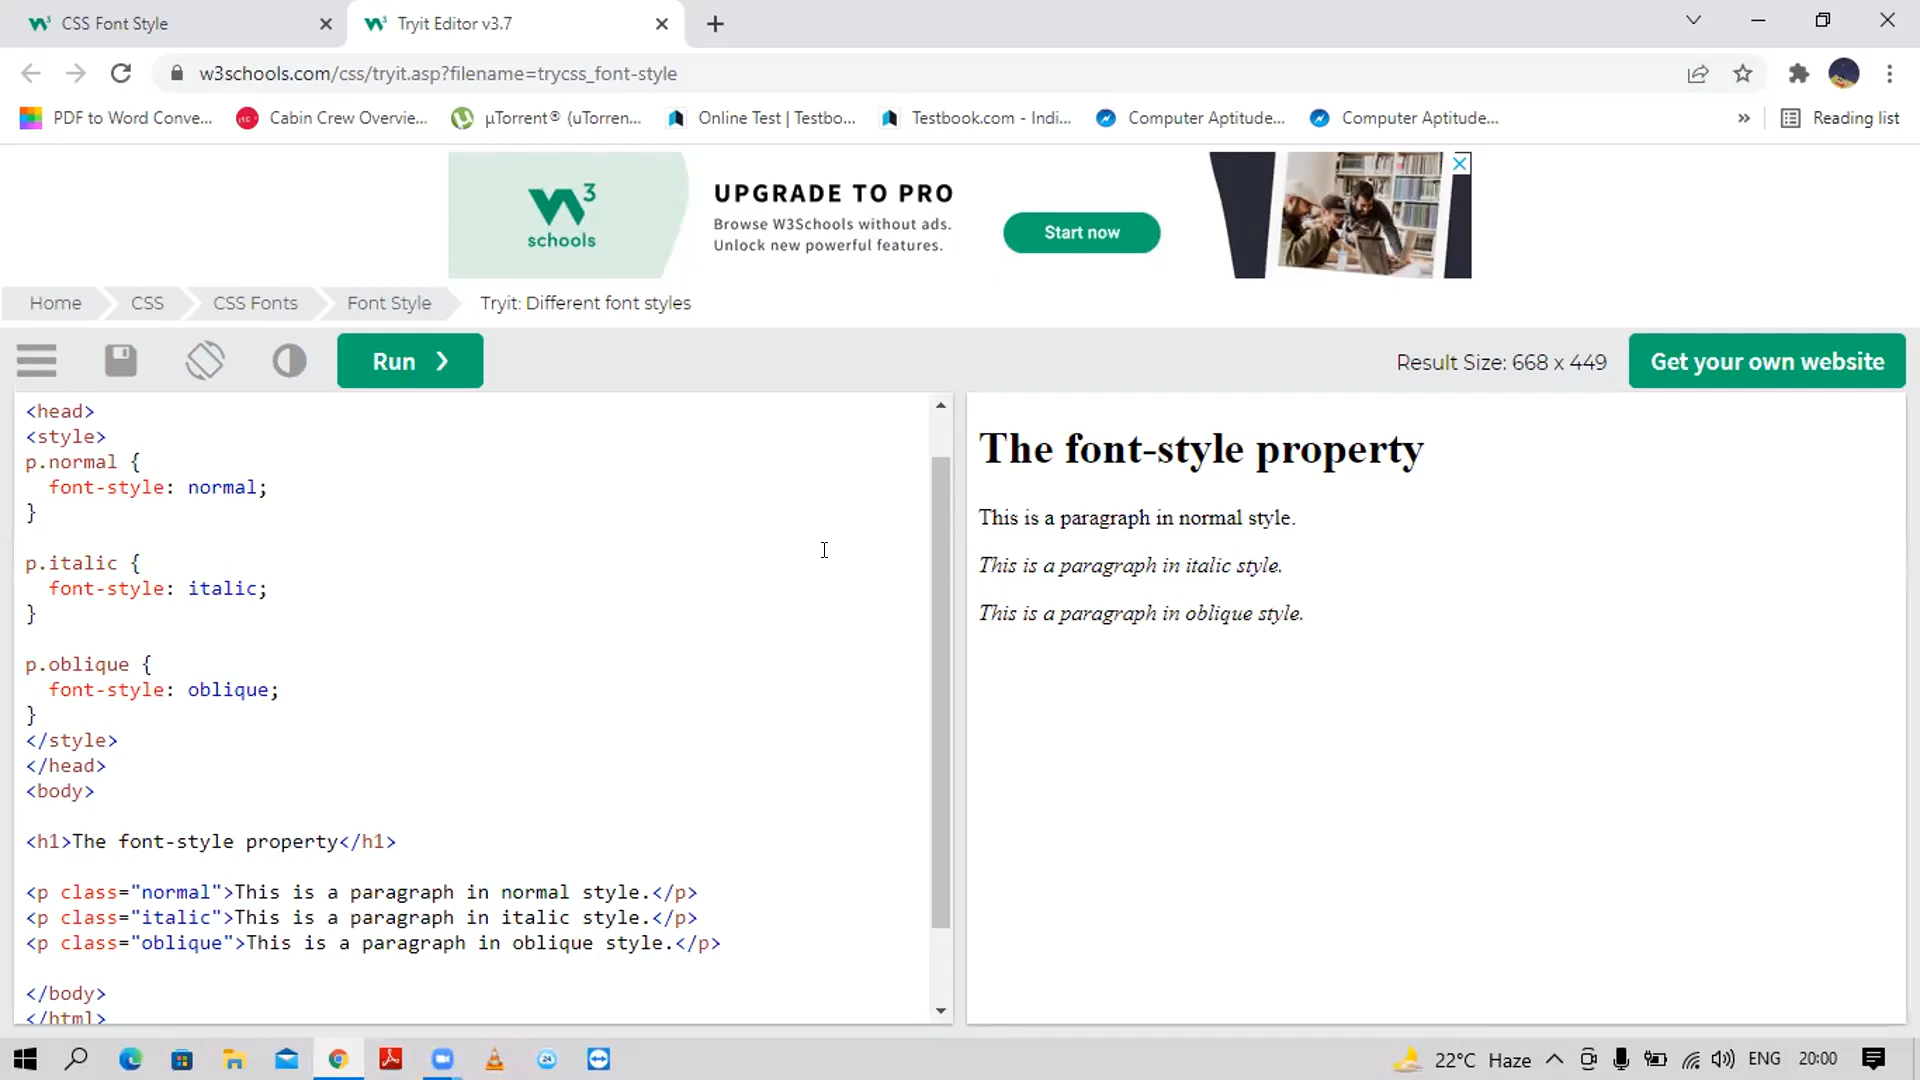 CSS Font Style
Tryit Editor v3.7
w3schools.com/css/tryit.asp?filename=trycss_font-style
PDF to Word Conve...
Cabin Crew Overvie...
µTorrent® (uTorren...
Online Test | Testbo...
Testbook.com - Indi...
Computer Aptitude...
Computer Aptitude...
»
Reading list
W3
schools
UPGRADE TO PRO
Browse W3Schools without ads.
Unlock new powerful features.
Start now
Home
CSS
CSS Fonts
Font Style
Tryit: Different font styles
Run ❯
Result Size: 668 x 449
Get your own website
<head>
<style>
p.normal {
  font-style: normal;
}
p.italic {
  font-style: italic;
}
p.oblique {
  font-style: oblique;
}
</style>
</head>
<body>
<h1>The font-style property</h1>
<p class="normal">This is a paragraph in normal style.</p>
<p class="italic">This is a paragraph in italic style.</p>
<p class="oblique">This is a paragraph in oblique style.</p>
</body>
</html>
The font-style property
This is a paragraph in normal style.
This is a paragraph in italic style.
This is a paragraph in oblique style.
22°C Haze
ENG
20:00